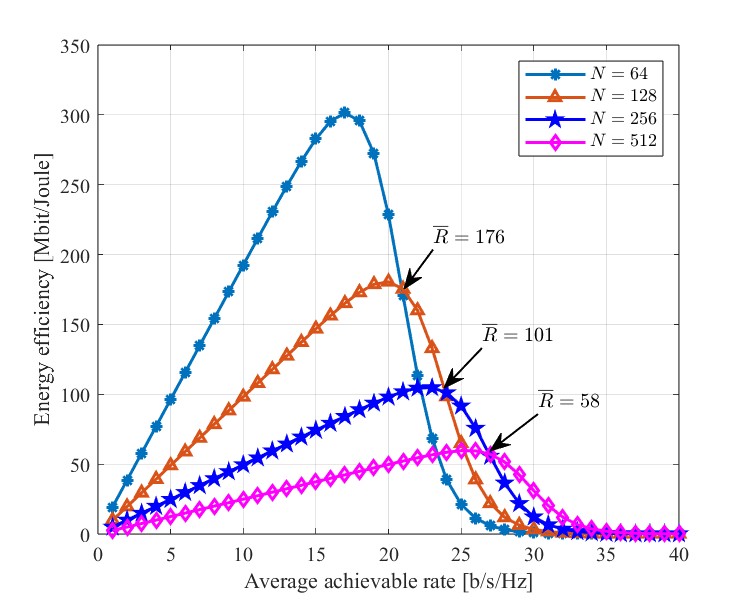 350
300
250
200
150
100
50
0
0 5 10 15 20 25 30 35 40
Energy efficiency [Mbit/Joule]
Average achievable rate [b/s/Hz]
N = 64
N = 128
N = 256
N = 512
R̅ = 176
R̅ = 101
R̅ = 58